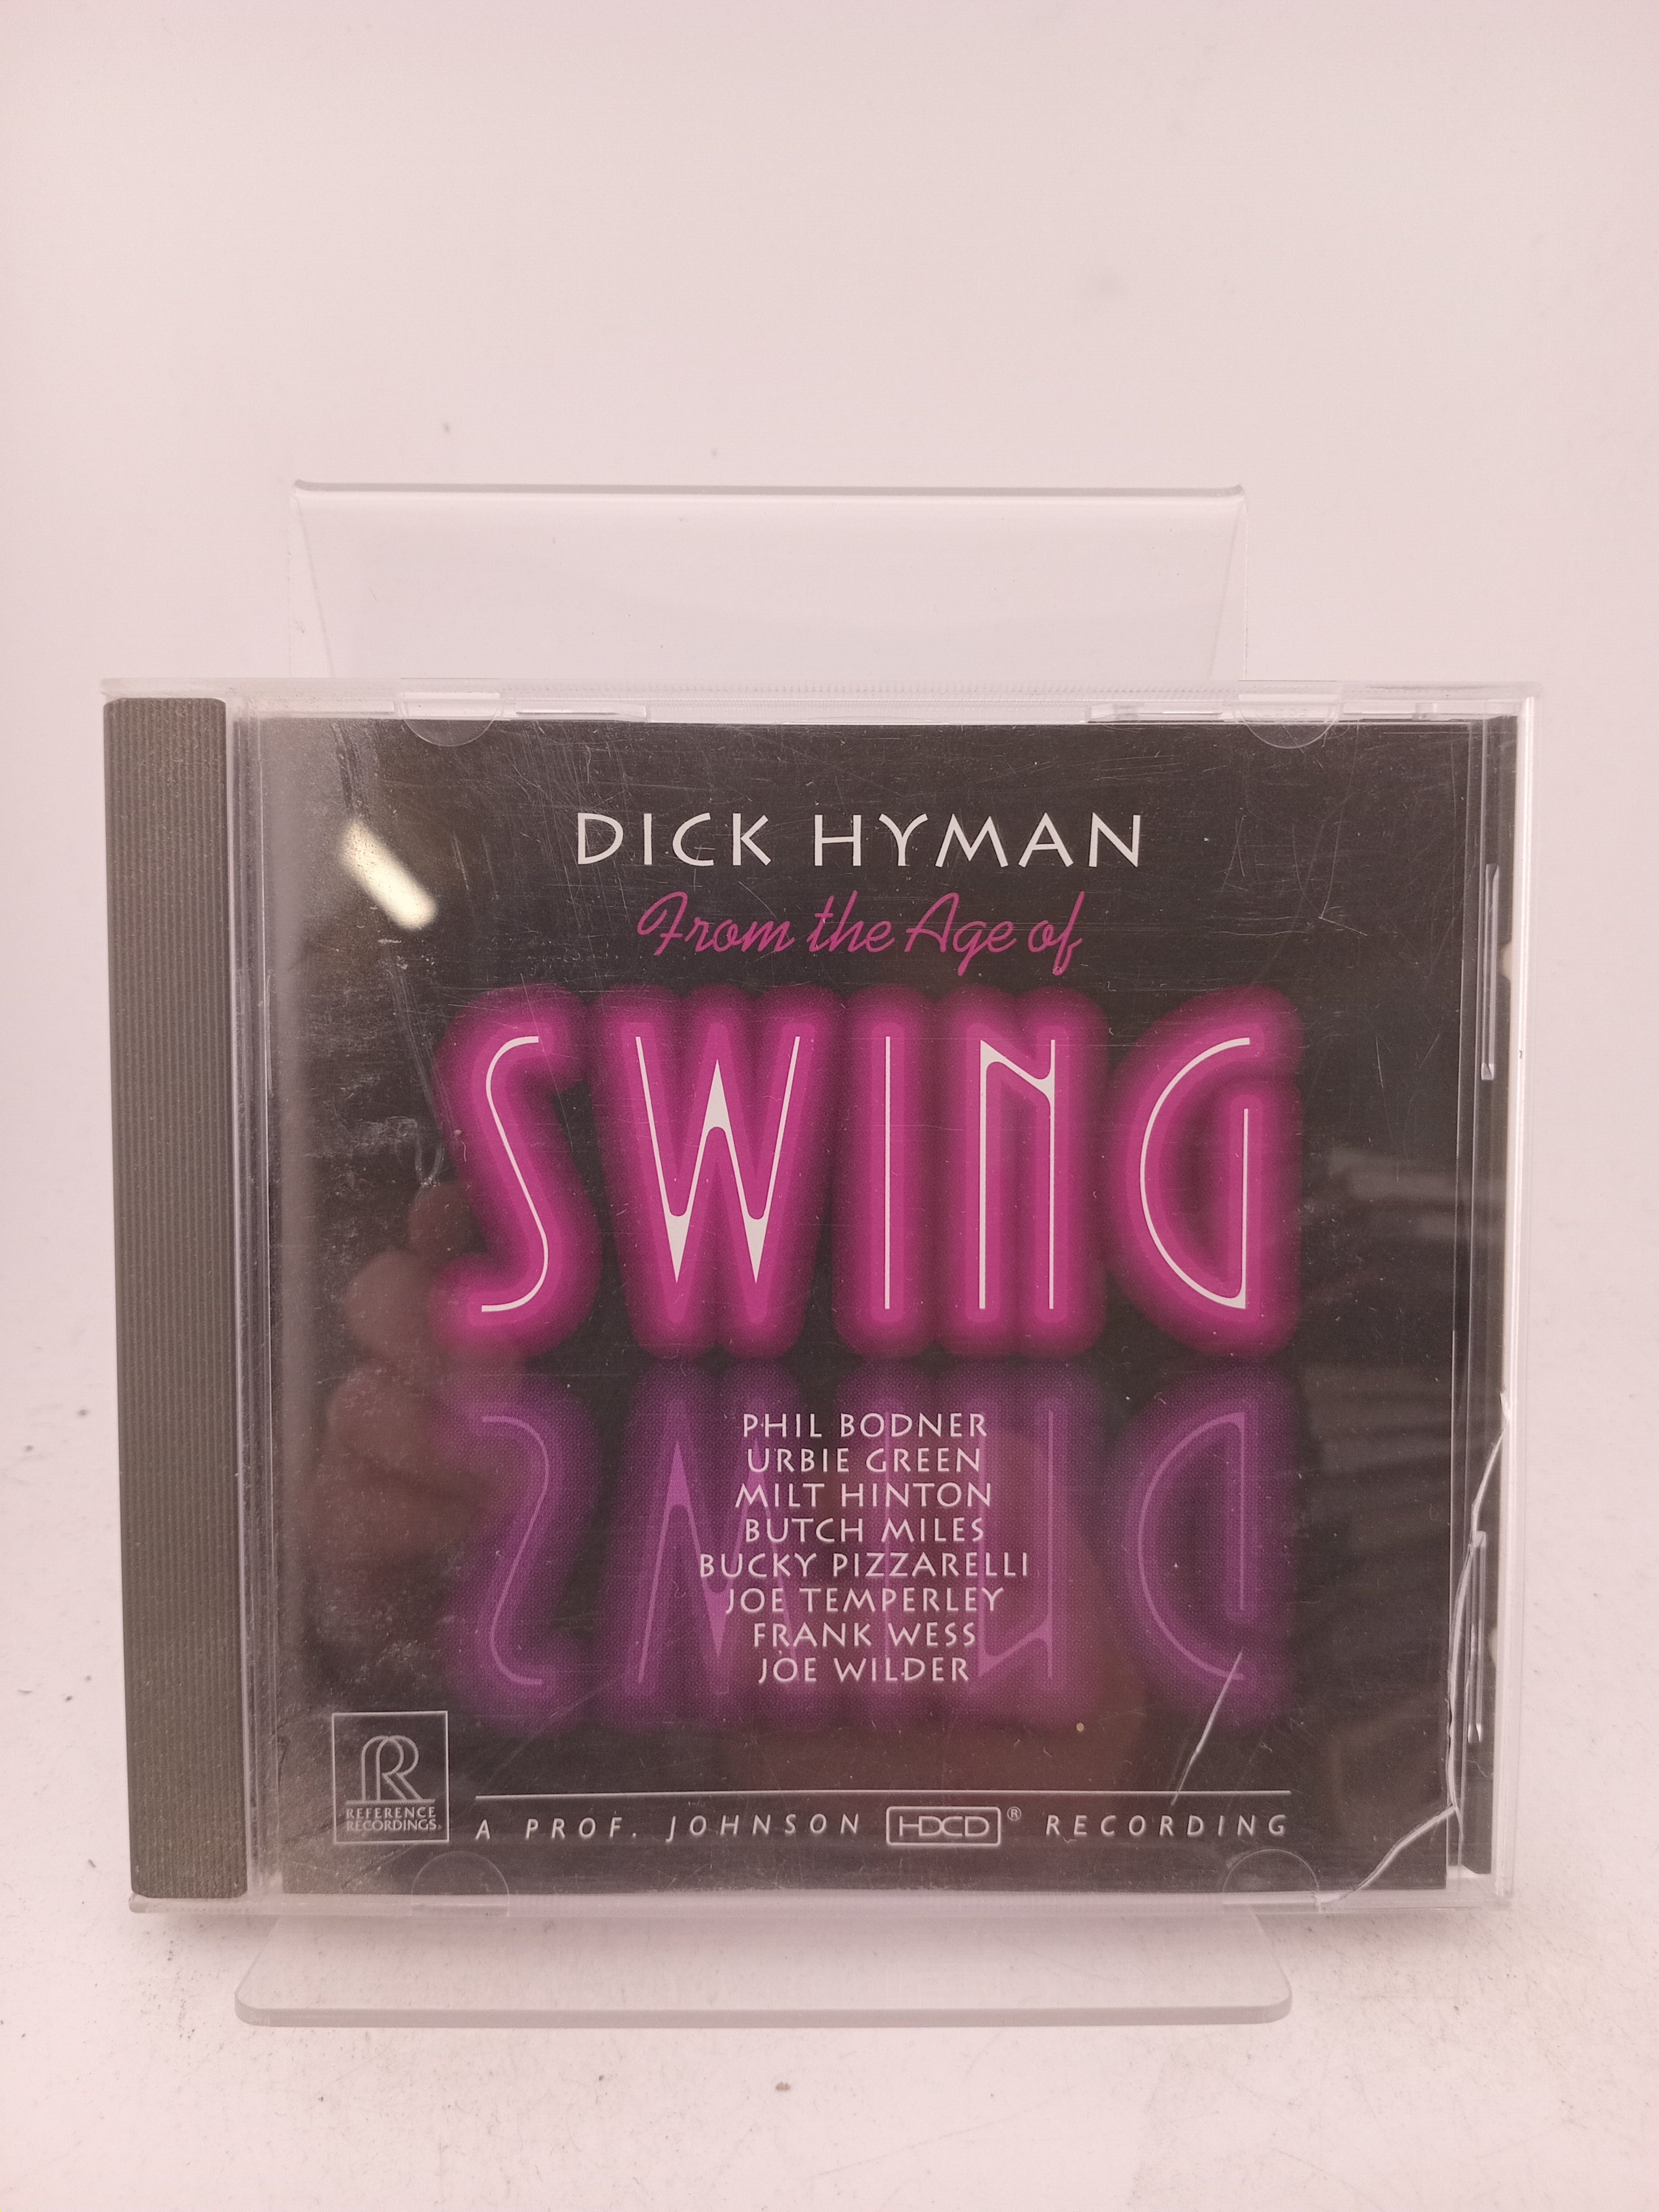 DICK HYMAN
From the Age of
SWING
PHIL BODNER
URBIE GREEN
MILT HINTON
BUTCH MILES
BUCKY PIZZARELLI
JOE TEMPERLEY
FRANK WESS
JOE WILDER
R
REFERENCE
RECORDINGS®
A PROF. JOHNSON HDCD® RECORDING